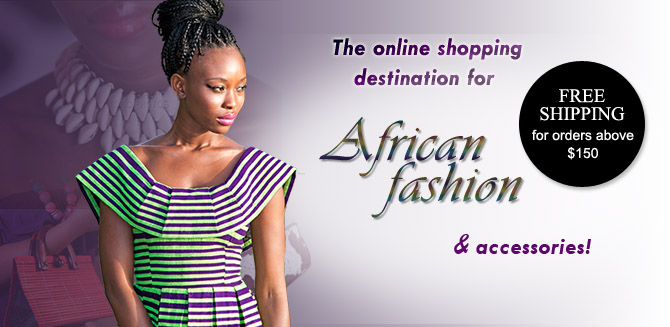 The online shopping
destination for
African
fashion
& accessories!
FREE
SHIPPING
for orders above
$150